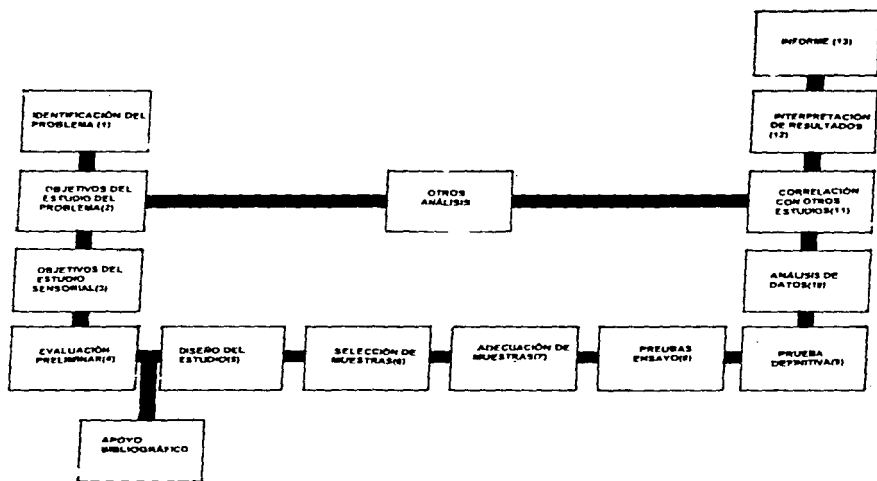 INFORME (13)
IDENTIFICACIÓN DEL
PROBLEMA (1)
INTERPRETACIÓN
DE RESULTADOS
(12)
OBJETIVOS DEL
ESTUDIO DEL
PROBLEMA(2)
OTROS
ANÁLISIS
CORRELACIÓN
CON OTROS
ESTUDIOS(11)
OBJETIVOS DEL
ESTUDIO
SENSORIAL(3)
ANÁLISIS DE
DATOS(10)
EVALUACIÓN
PRELIMINAR(4)
DISEÑO DEL
ESTUDIO(5)
SELECCIÓN DE
MUESTRAS(6)
ADECUACIÓN DE
MUESTRAS(7)
PREUBAS
ENSAYO(8)
PRUEBA
DEFINITIVA(9)
APOYO
BIBLIOGRÁFICO